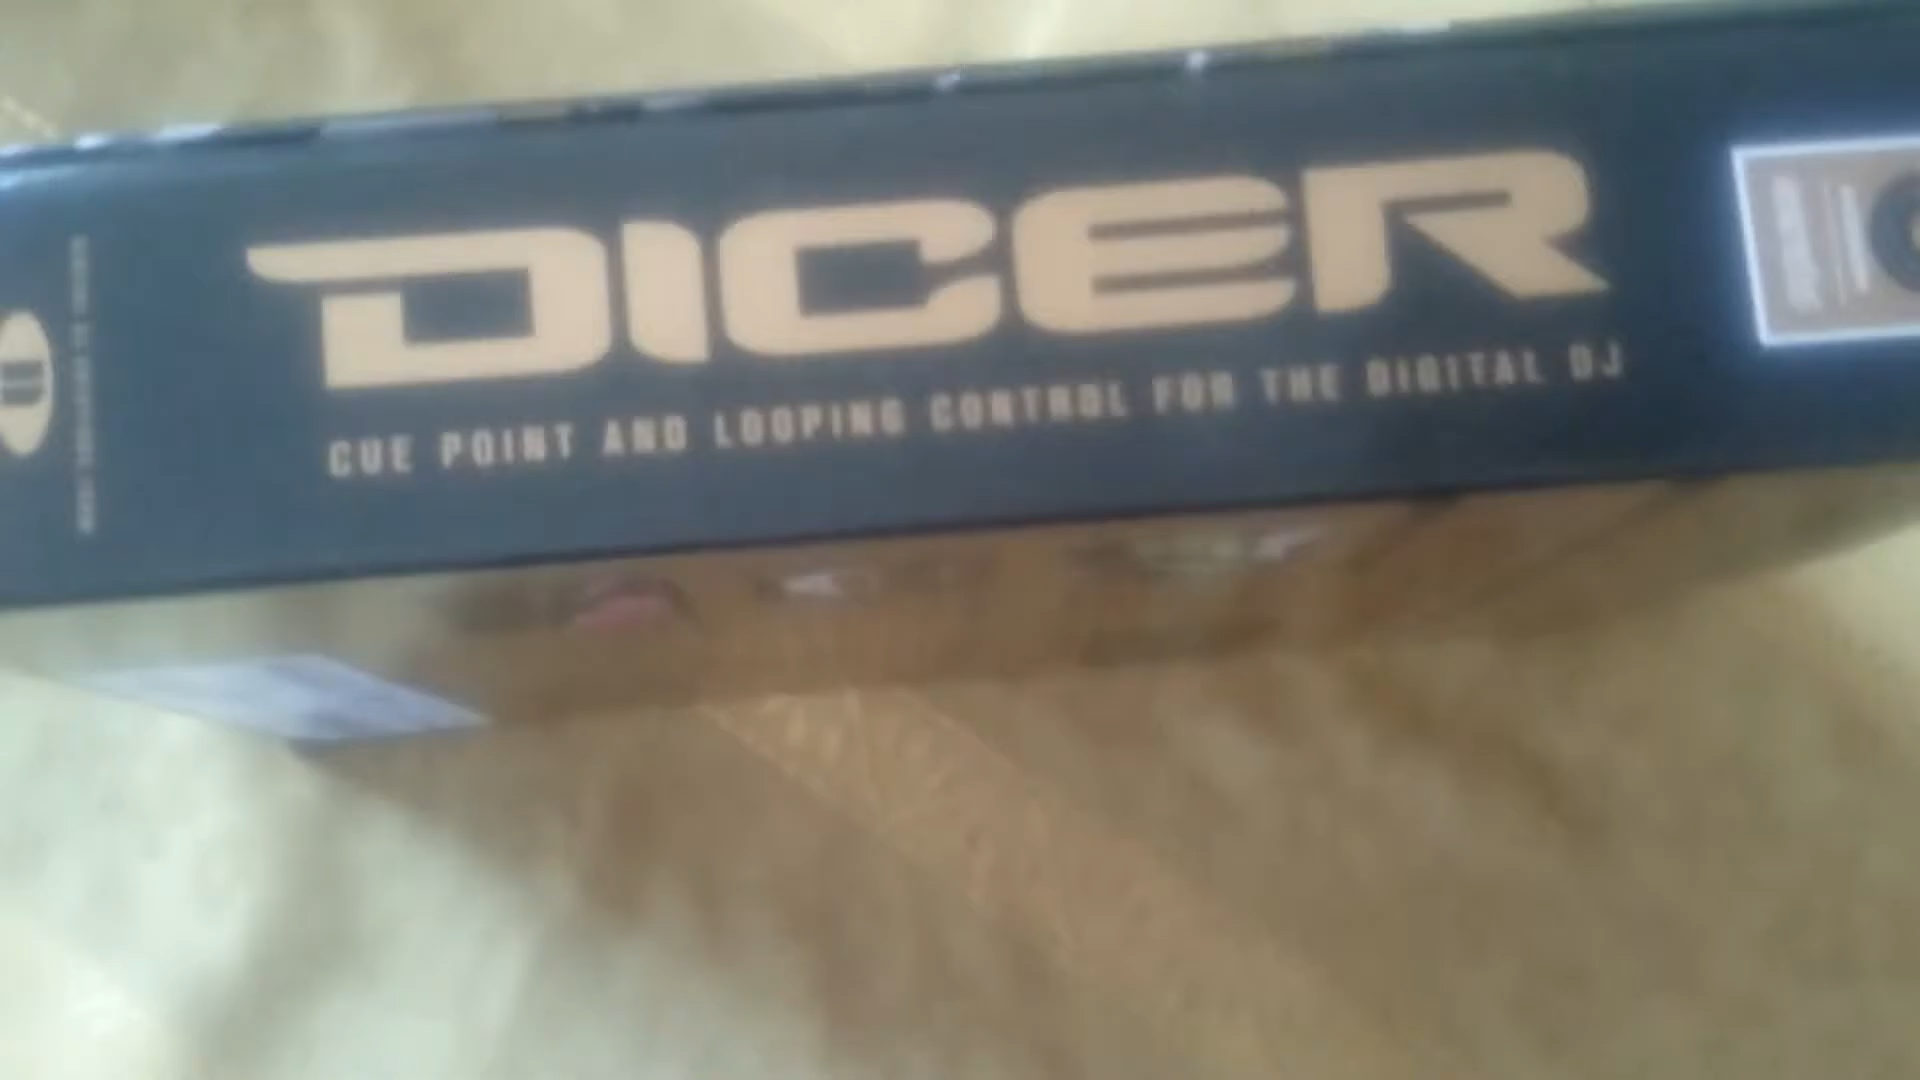 DICER
CUE POINT AND LOOPING CONTROL FOR THE DIGITAL DJ